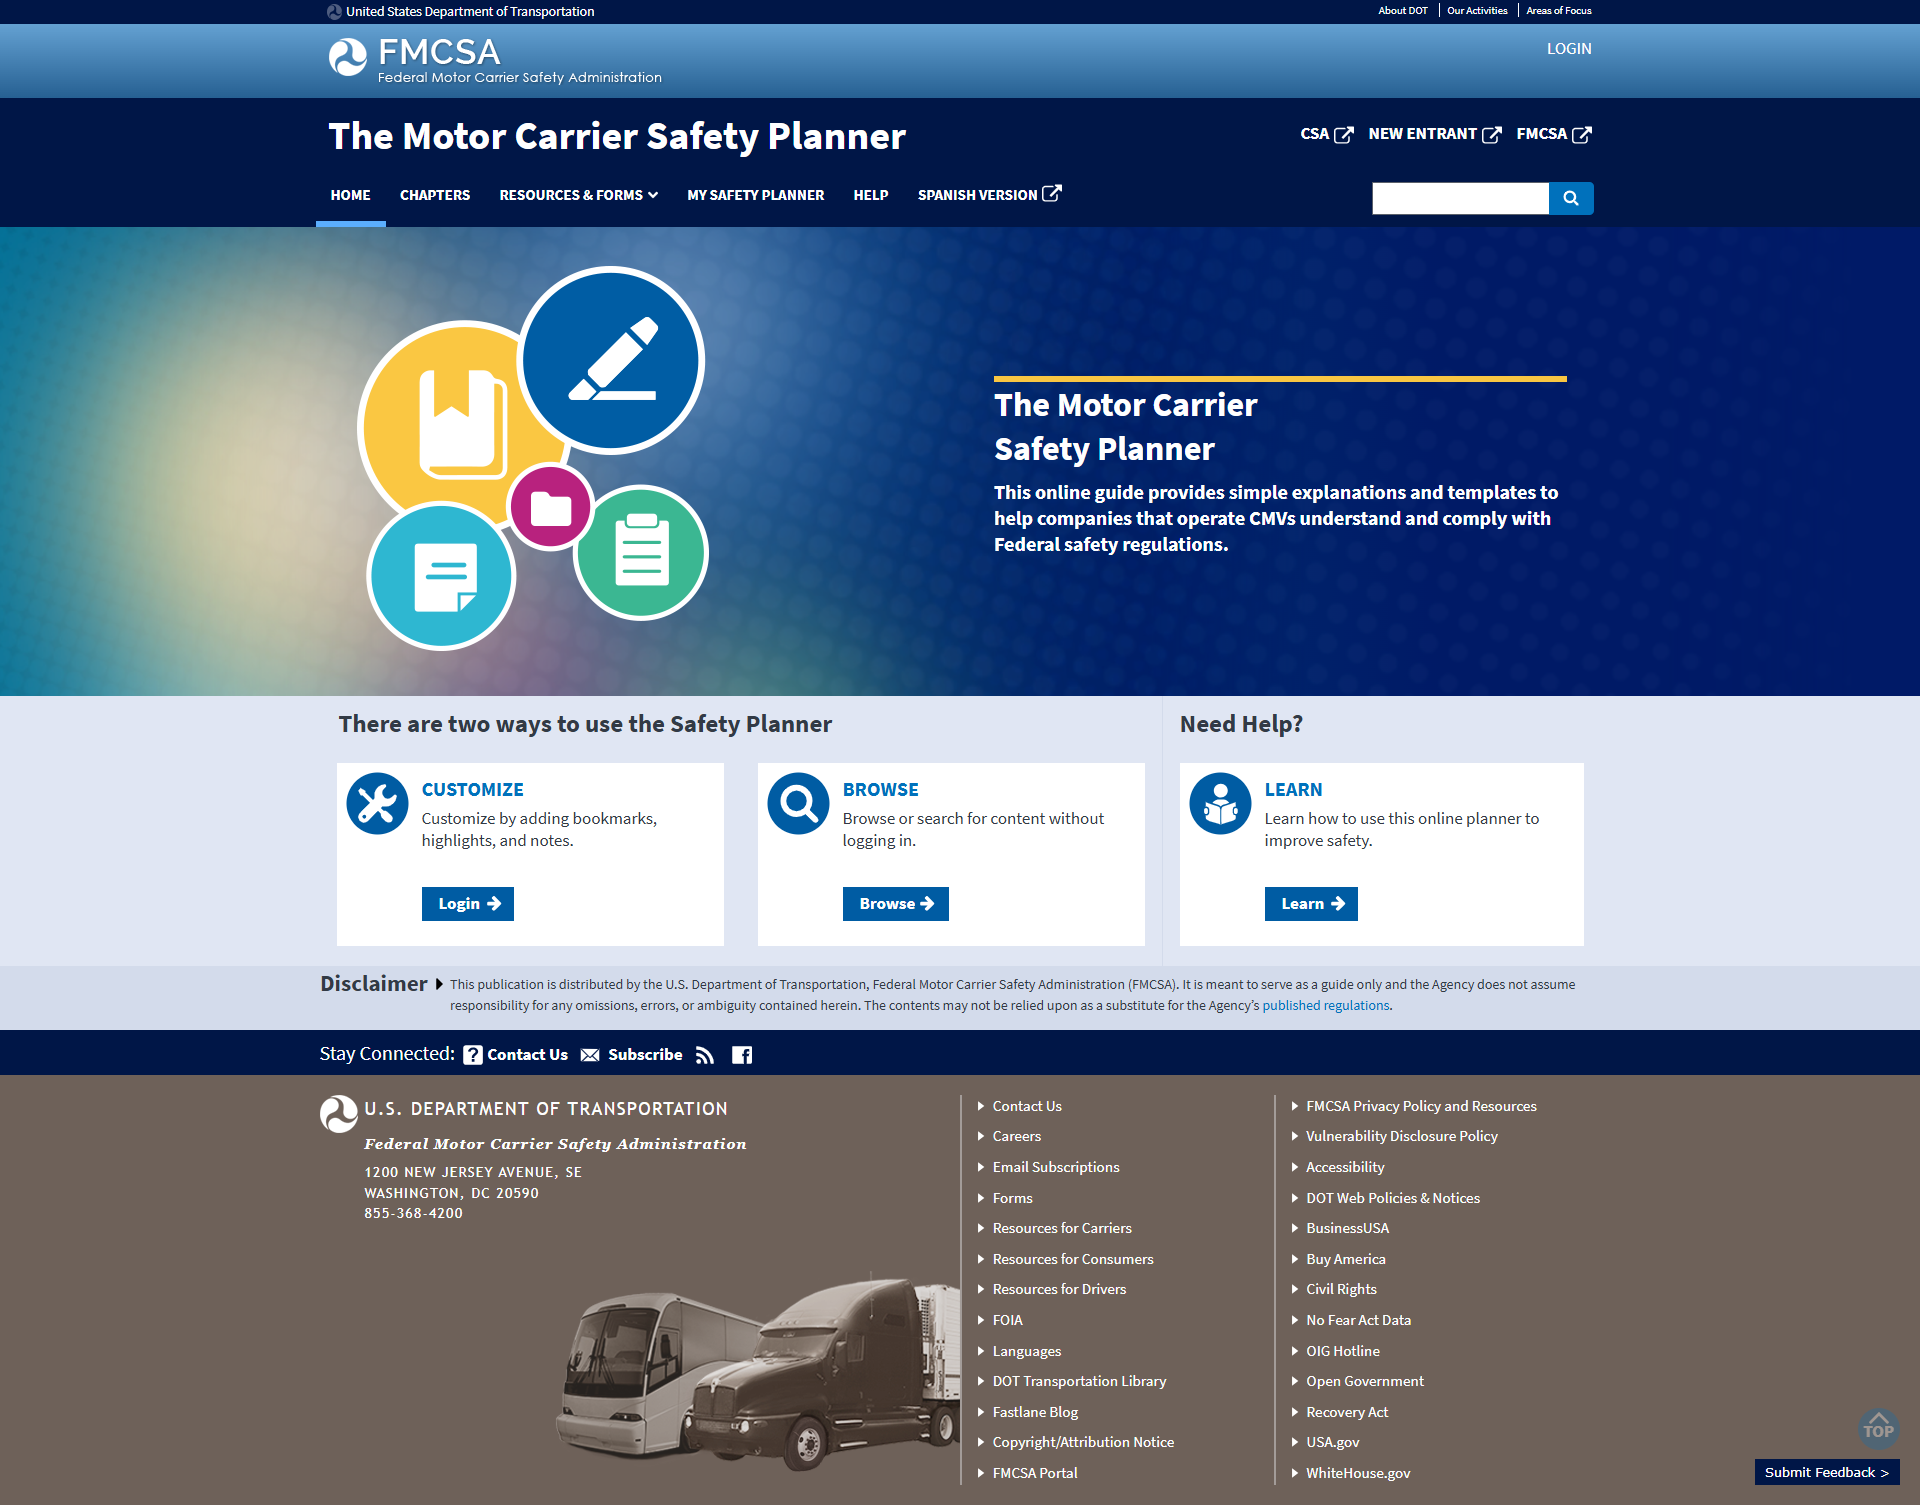 United States Department of Transportation
About DOT
Our Activities
Areas of Focus
FMCSA
Federal Motor Carrier Safety Administration
LOGIN
The Motor Carrier Safety Planner
CSA
NEW ENTRANT
FMCSA
HOME
CHAPTERS
RESOURCES & FORMS
MY SAFETY PLANNER
HELP
SPANISH VERSION
The Motor Carrier
Safety Planner
This online guide provides simple explanations and templates to
help companies that operate CMVs understand and comply with
Federal safety regulations.
There are two ways to use the Safety Planner
CUSTOMIZE
Customize by adding bookmarks,
highlights, and notes.
Login
BROWSE
Browse or search for content without
logging in.
Browse
Need Help?
LEARN
Learn how to use this online planner to
improve safety.
Learn
Disclaimer
This publication is distributed by the U.S. Department of Transportation, Federal Motor Carrier Safety Administration (FMCSA). It is meant to serve as a guide only and the Agency does not assume
responsibility for any omissions, errors, or ambiguity contained herein. The contents may not be relied upon as a substitute for the Agency's published regulations.
Stay Connected:
Contact Us
Subscribe
U.S. DEPARTMENT OF TRANSPORTATION
Federal Motor Carrier Safety Administration
1200 NEW JERSEY AVENUE, SE
WASHINGTON, DC 20590
855-368-4200
Contact Us
Careers
Email Subscriptions
Forms
Resources for Carriers
Resources for Consumers
Resources for Drivers
FOIA
Languages
DOT Transportation Library
Fastlane Blog
Copyright/Attribution Notice
FMCSA Portal
FMCSA Privacy Policy and Resources
Vulnerability Disclosure Policy
Accessibility
DOT Web Policies & Notices
BusinessUSA
Buy America
Civil Rights
No Fear Act Data
OIG Hotline
Open Government
Recovery Act
USA.gov
WhiteHouse.gov
TOP
Submit Feedback >